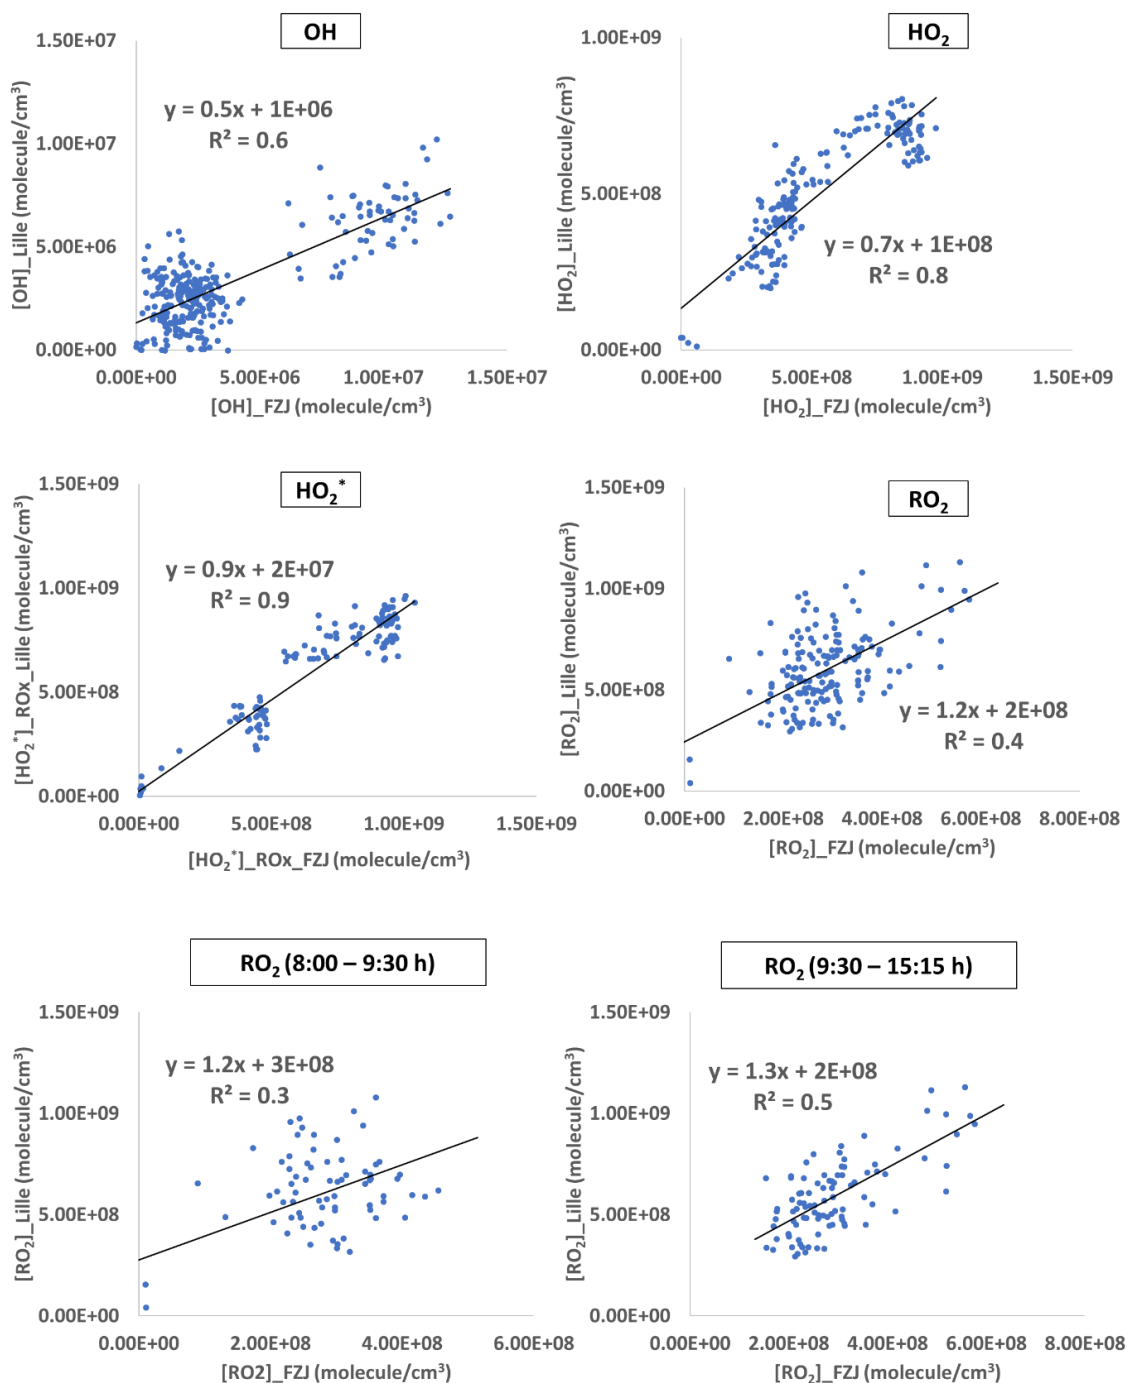 OH
1.50E+07
1.00E+07
5.00E+06
0.00E+00
[OH]_Lille (molecule/cm³)
y = 0.5x + 1E+06
R² = 0.6
0.00E+00 5.00E+06 1.00E+07 1.50E+07
[OH]_FZJ (molecule/cm³)
HO₂
1.00E+09
5.00E+08
0.00E+00
[HO₂]_Lille (molecule/cm³)
y = 0.7x + 1E+08
R² = 0.8
0.00E+00 5.00E+08 1.00E+09 1.50E+09
[HO₂]_FZJ (molecule/cm³)
HO₂*
1.50E+09
1.00E+09
5.00E+08
0.00E+00
[HO₂*]_ROx_Lille (molecule/cm³)
y = 0.9x + 2E+07
R² = 0.9
0.00E+00 5.00E+08 1.00E+09 1.50E+09
[HO₂*]_ROx_FZJ (molecule/cm³)
RO₂
1.50E+09
1.00E+09
5.00E+08
0.00E+00
[RO₂]_Lille (molecule/cm³)
y = 1.2x + 2E+08
R² = 0.4
0.00E+00 2.00E+08 4.00E+08 6.00E+08 8.00E+08
[RO₂]_FZJ (molecule/cm³)
RO₂ (8:00 – 9:30 h)
1.50E+09
1.00E+09
5.00E+08
0.00E+00
[RO₂]_Lille (molecule/cm³)
y = 1.2x + 3E+08
R² = 0.3
0.00E+00 2.00E+08 4.00E+08 6.00E+08
[RO2]_FZJ (molecule/cm³)
RO₂ (9:30 – 15:15 h)
1.50E+09
1.00E+09
5.00E+08
0.00E+00
[RO₂]_Lille (molecule/cm³)
y = 1.3x + 2E+08
R² = 0.5
0.00E+00 2.00E+08 4.00E+08 6.00E+08 8.00E+08
[RO₂]_FZJ (molecule/cm³)